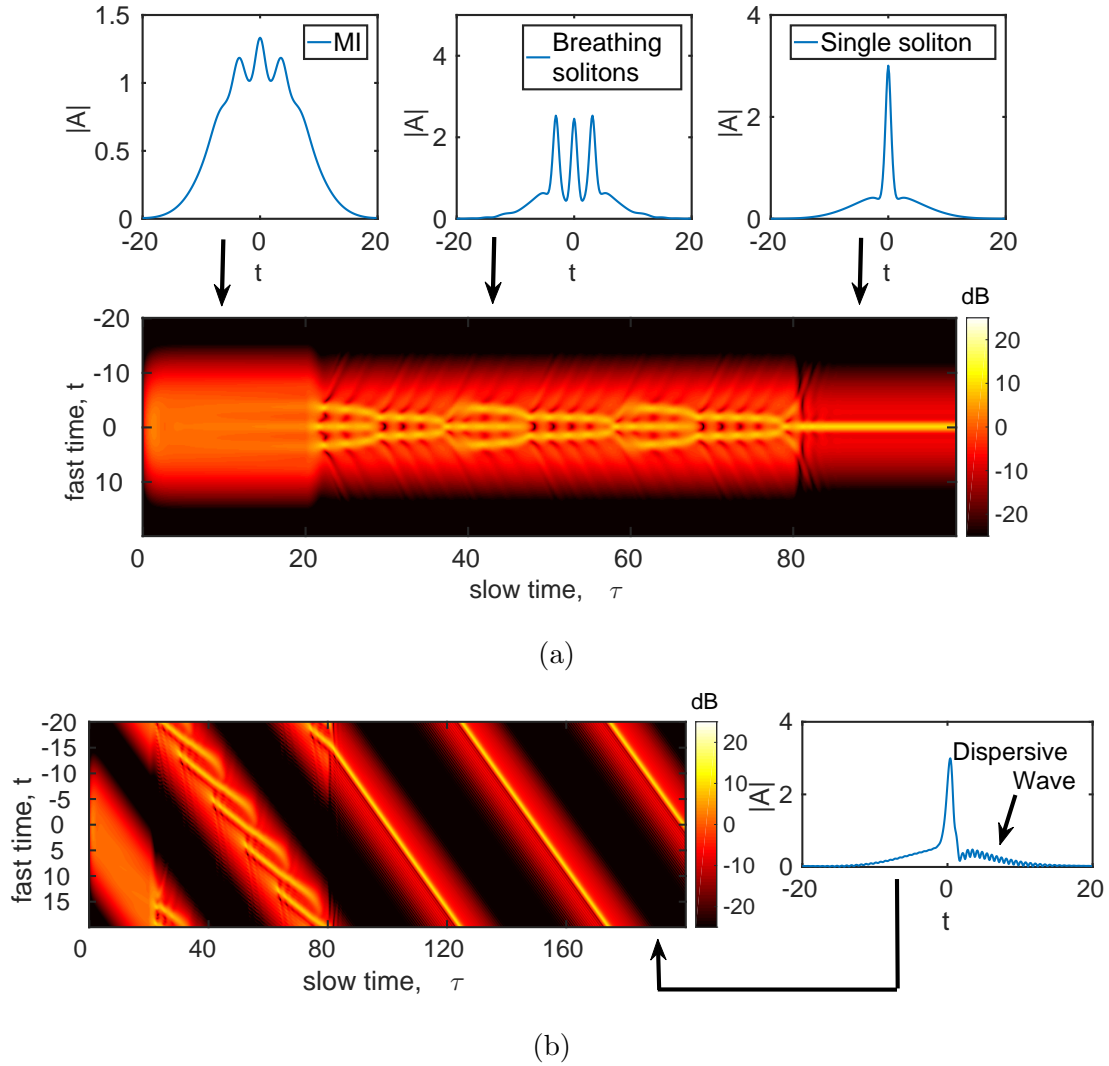 1.5
1
0.5
0
|A|
MI
-20
0
20
t
4
2
0
|A|
Breathing
solitons
-20
0
20
t
4
2
0
|A|
Single soliton
-20
0
20
t
dB
-20
-10
0
10
fast time, t
20
10
0
-10
-20
0
20
40
60
80
slow time, τ
(a)
dB
-20
-15
-10
-5
0
5
10
15
fast time, t
20
10
0
-10
-20
0
40
80
120
160
slow time, τ
4
2
0
|A|
Dispersive
Wave
-20
0
20
t
(b)